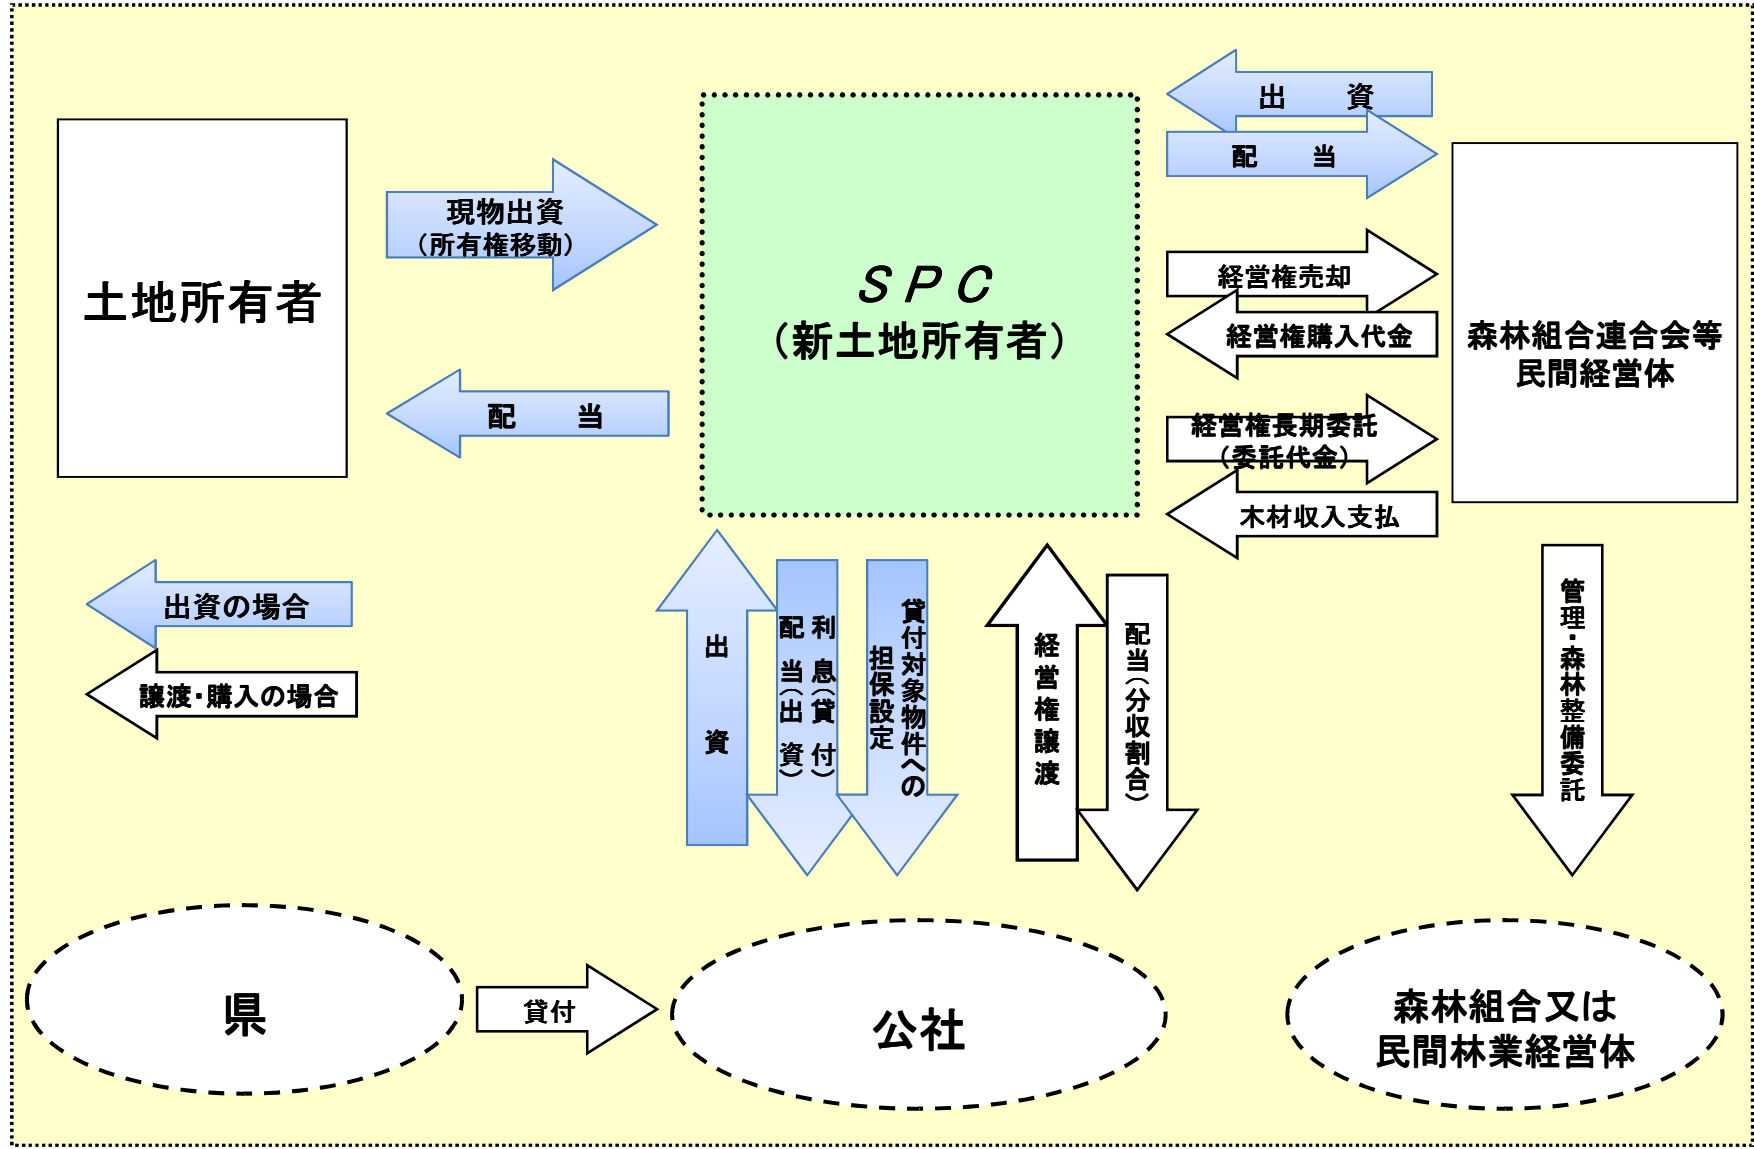 土地所有者
現物出資
（所有権移動）
配　　当
ＳＰＣ
（新土地所有者）
出　　資
配　　当
経営権売却
経営権購入代金
経営権長期委託
（委託代金）
木材収入支払
森林組合連合会等
民間経営体
出資の場合
譲渡・購入の場合
出　　資
利　息（貸　付）
配　当（出　資）
貸付対象物件への
担保設定
経営権譲渡
配当（分収割合）
管理・森林整備委託
県
貸付
公社
森林組合又は
民間林業経営体